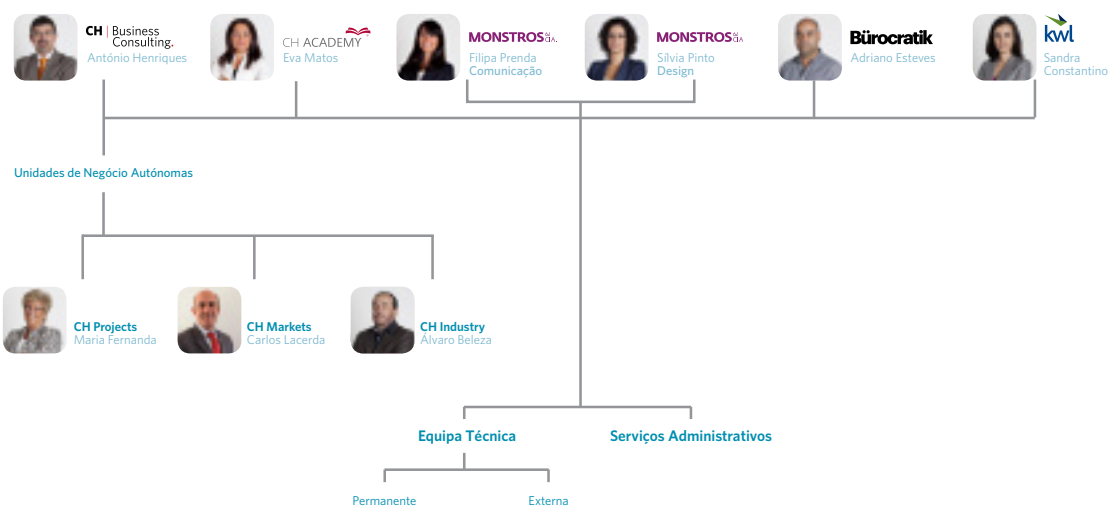 CH | Business Consulting.
António Henriques
CH ACADEMY
Eva Matos
MONSTROS & CIA.
Filipa Prenda
Comunicação
MONSTROS & CIA
Sílvia Pinto
Design
Bürocratik
Adriano Esteves
kwl
Sandra
Constantino
Unidades de Negócio Autónomas
CH Projects
Maria Fernanda
CH Markets
Carlos Lacerda
CH Industry
Álvaro Beleza
Equipa Técnica
Serviços Administrativos
Permanente
Externa